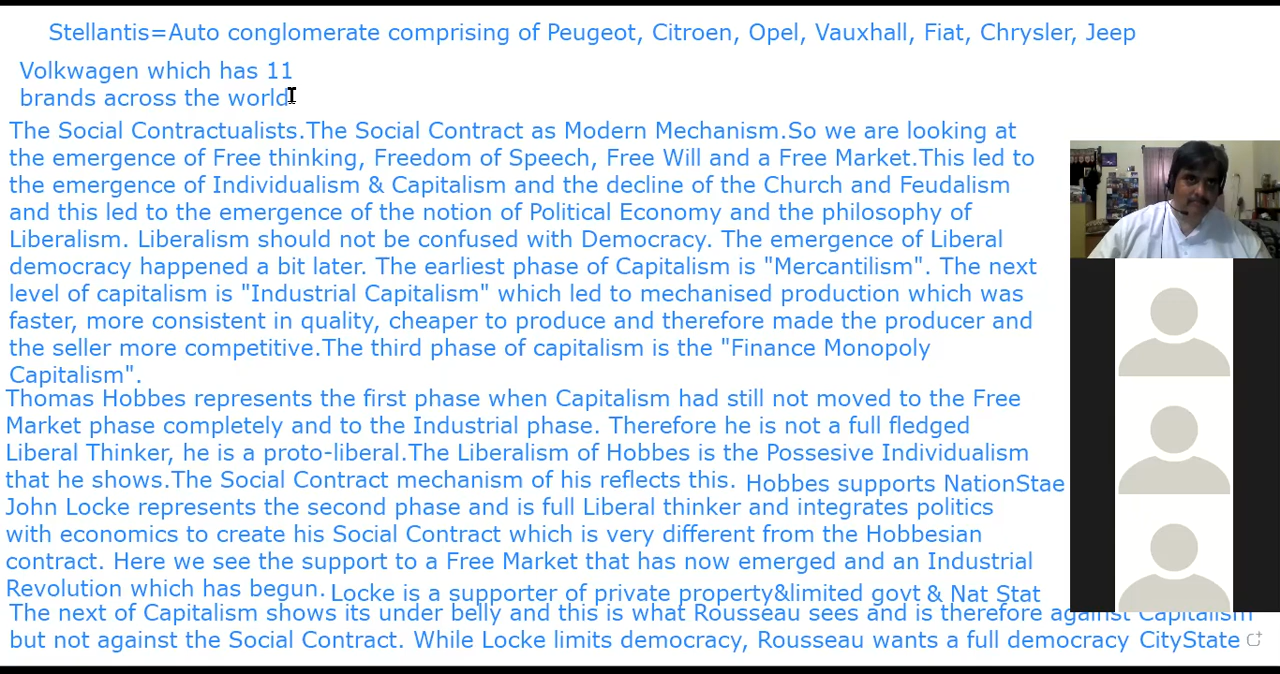 Stellantis=Auto conglomerate comprising of Peugeot, Citroen, Opel, Vauxhall, Fiat, Chrysler, Jeep
Volkwagen which has 11
brands across the world
The Social Contractualists.The Social Contract as Modern Mechanism.So we are looking at
the emergence of Free thinking, Freedom of Speech, Free Will and a Free Market.This led to
the emergence of Individualism & Capitalism and the decline of the Church and Feudalism
and this led to the emergence of the notion of Political Economy and the philosophy of
Liberalism. Liberalism should not be confused with Democracy. The emergence of Liberal
democracy happened a bit later. The earliest phase of Capitalism is "Mercantilism". The next
level of capitalism is "Industrial Capitalism" which led to mechanised production which was
faster, more consistent in quality, cheaper to produce and therefore made the producer and
the seller more competitive.The third phase of capitalism is the "Finance Monopoly
Capitalism".
Thomas Hobbes represents the first phase when Capitalism had still not moved to the Free
Market phase completely and to the Industrial phase. Therefore he is not a full fledged
Liberal Thinker, he is a proto-liberal.The Liberalism of Hobbes is the Possesive Individualism
that he shows.The Social Contract mechanism of his reflects this. Hobbes supports NationStae
John Locke represents the second phase and is full Liberal thinker and integrates politics
with economics to create his Social Contract which is very different from the Hobbesian
contract. Here we see the support to a Free Market that has now emerged and an Industrial
Revolution which has begun. Locke is a supporter of private property&limited govt & Nat Stat
The next of Capitalism shows its under belly and this is what Rousseau sees and is therefore against Capitalism
but not against the Social Contract. While Locke limits democracy, Rousseau wants a full democracy CityState